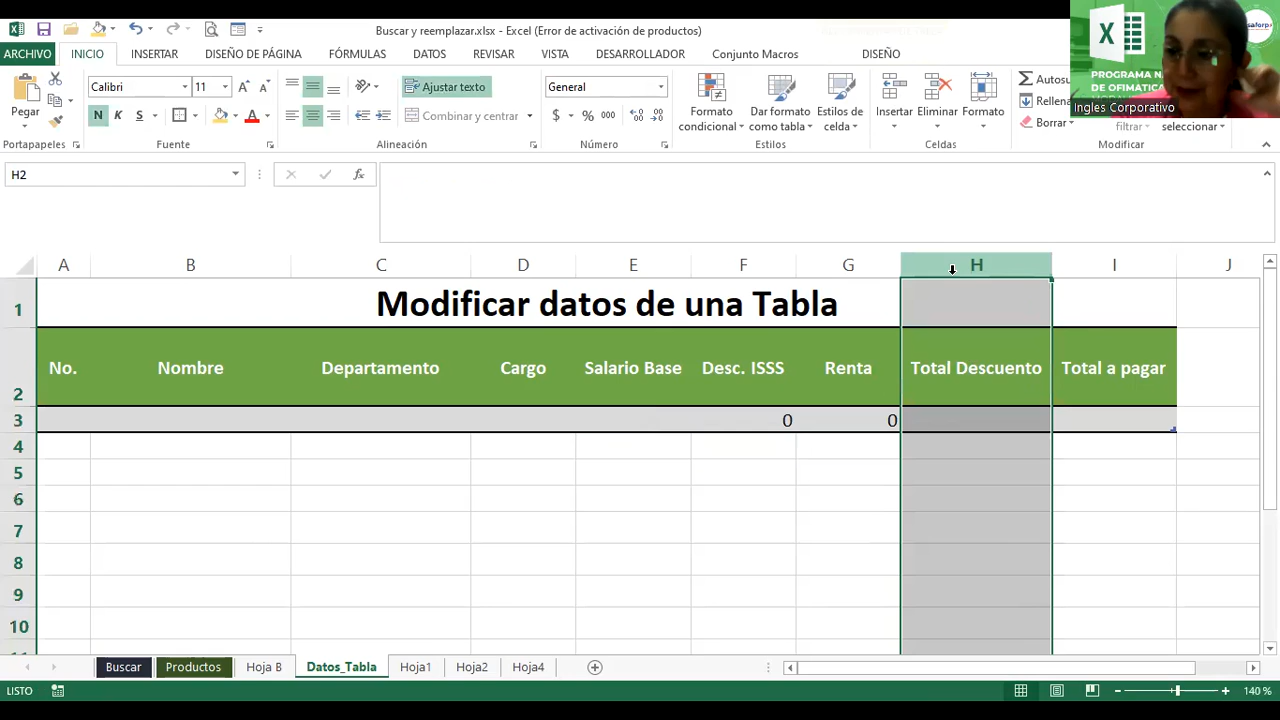 Buscar y reemplazar.xlsx - Excel (Error de activación de productos)
ARCHIVO INICIO INSERTAR DISEÑO DE PÁGINA FÓRMULAS DATOS REVISAR VISTA DESARROLLADOR Conjunto Macros DISEÑO
Pegar
Calibri 11
N K S A
Ajustar texto
Combinar y centrar
General
$ % 000
Formato condicional
Dar formato como tabla
Estilos de celda
Insertar Eliminar Formato
Σ Autosu
Rellena
Borrar
filtrar seleccionar
Portapapeles Fuente Alineación Número Estilos Celdas Modificar
PROGRAMA NA
DE OFIMÁTICA
Ingles Corporativo
H2 fx
A B C D E F G H I J
1 Modificar datos de una Tabla
2 No. Nombre Departamento Cargo Salario Base Desc. ISSS Renta Total Descuento Total a pagar
3 0 0
4
5
6
7
8
9
10
Buscar Productos Hoja B Datos_Tabla Hoja1 Hoja2 Hoja4
LISTO 140 %